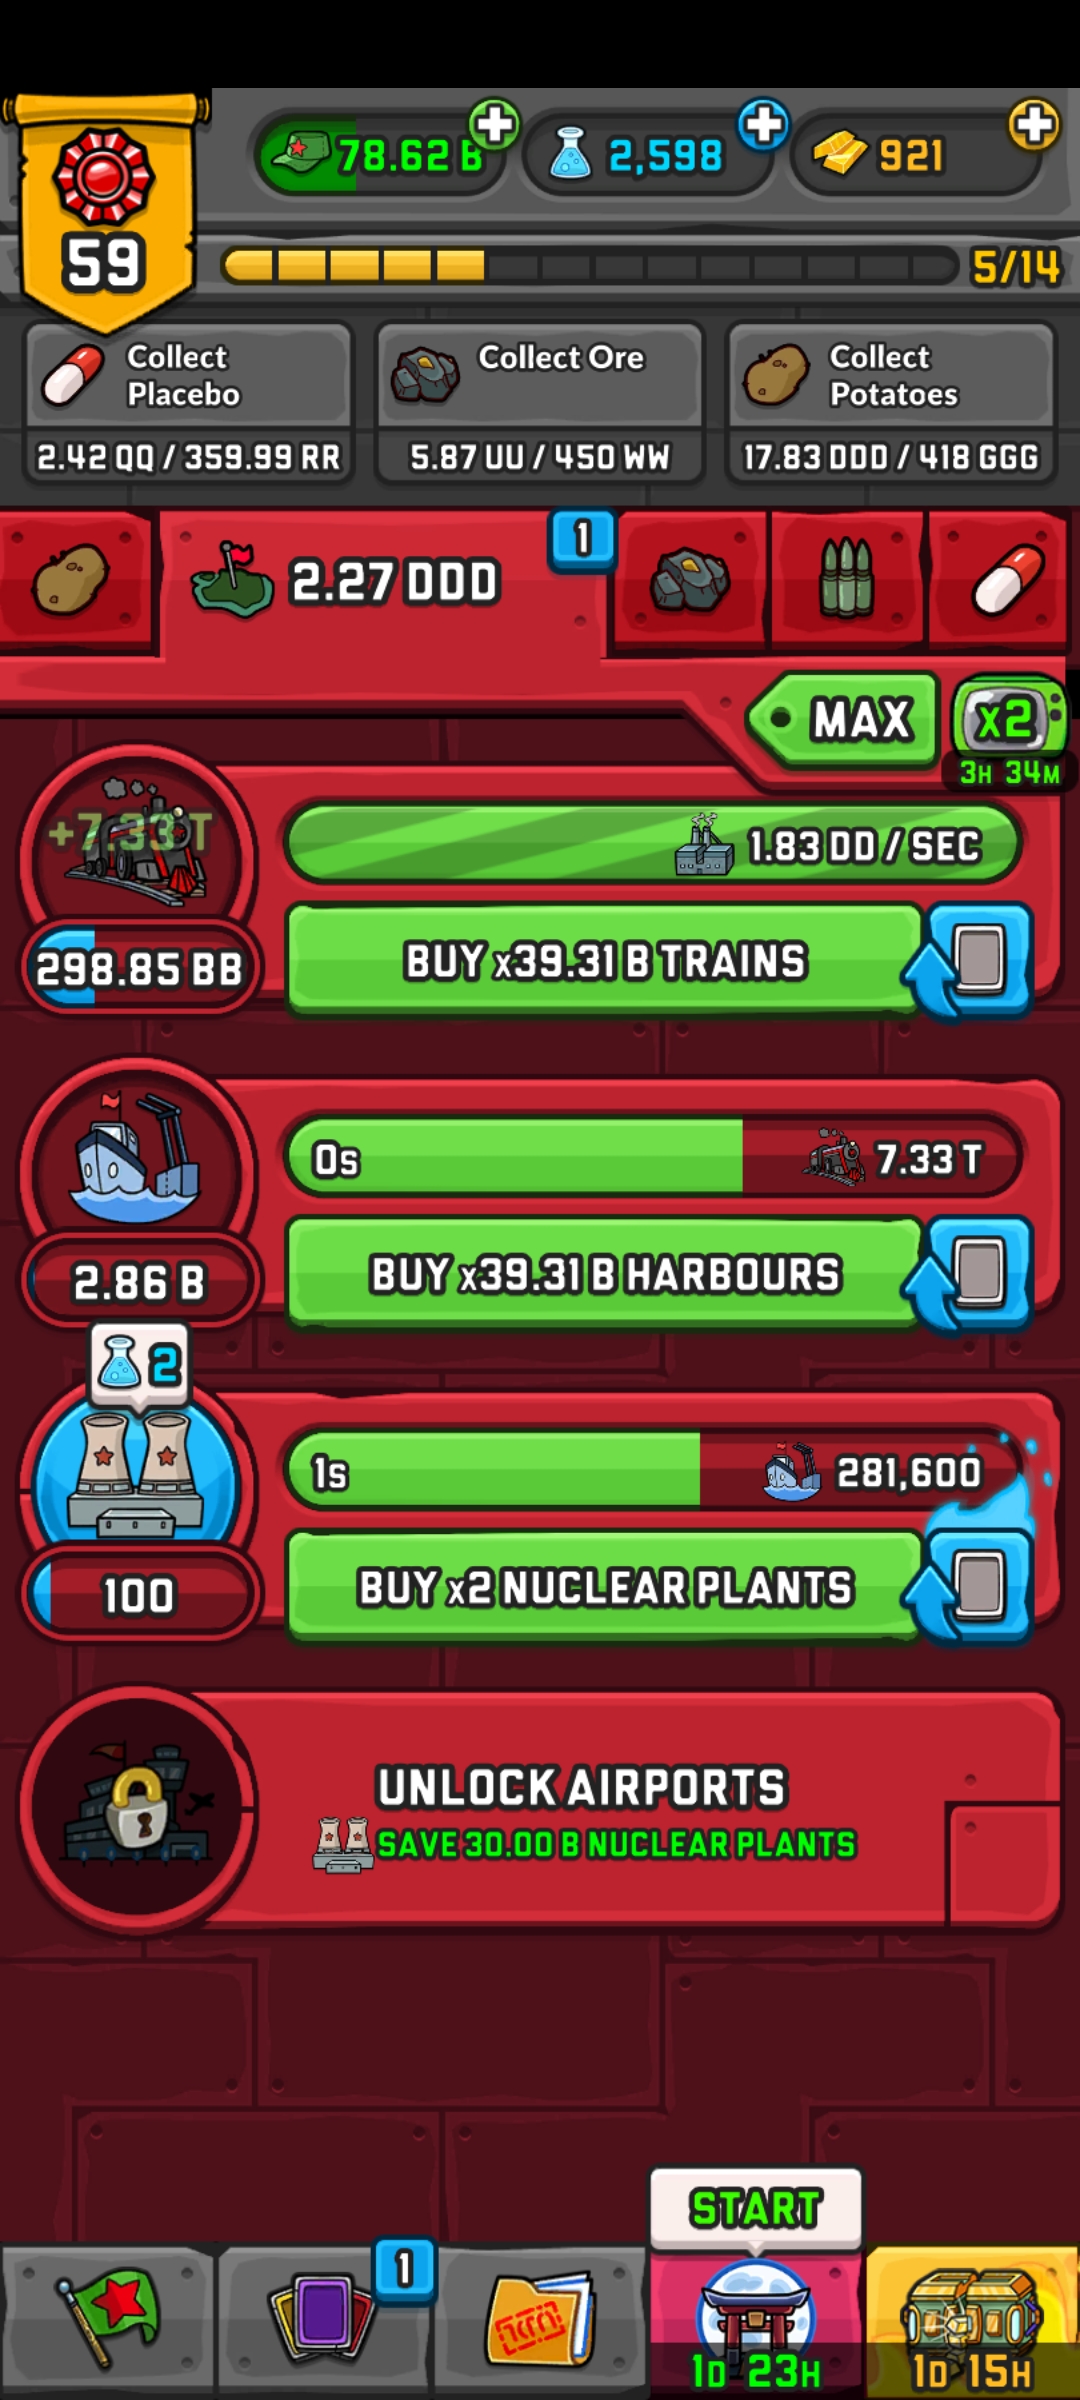 59
78.62 B
2,598
921
5/14
Collect
Placebo
2.42 QQ / 359.99 RR
Collect Ore
5.87 UU / 450 WW
Collect
Potatoes
17.83 DDD / 418 GGG
2.27 DDD
1
MAX
x2
3H 34M
+7.33 T
1.83 DD / SEC
298.85 BB
BUY x39.31 B TRAINS
0s
7.33 T
2.86 B
BUY x39.31 B HARBOURS
2
1s
281,600
100
BUY x2 NUCLEAR PLANTS
UNLOCK AIRPORTS
SAVE 30.00 B NUCLEAR PLANTS
START
1
1D 23H
1D 15H